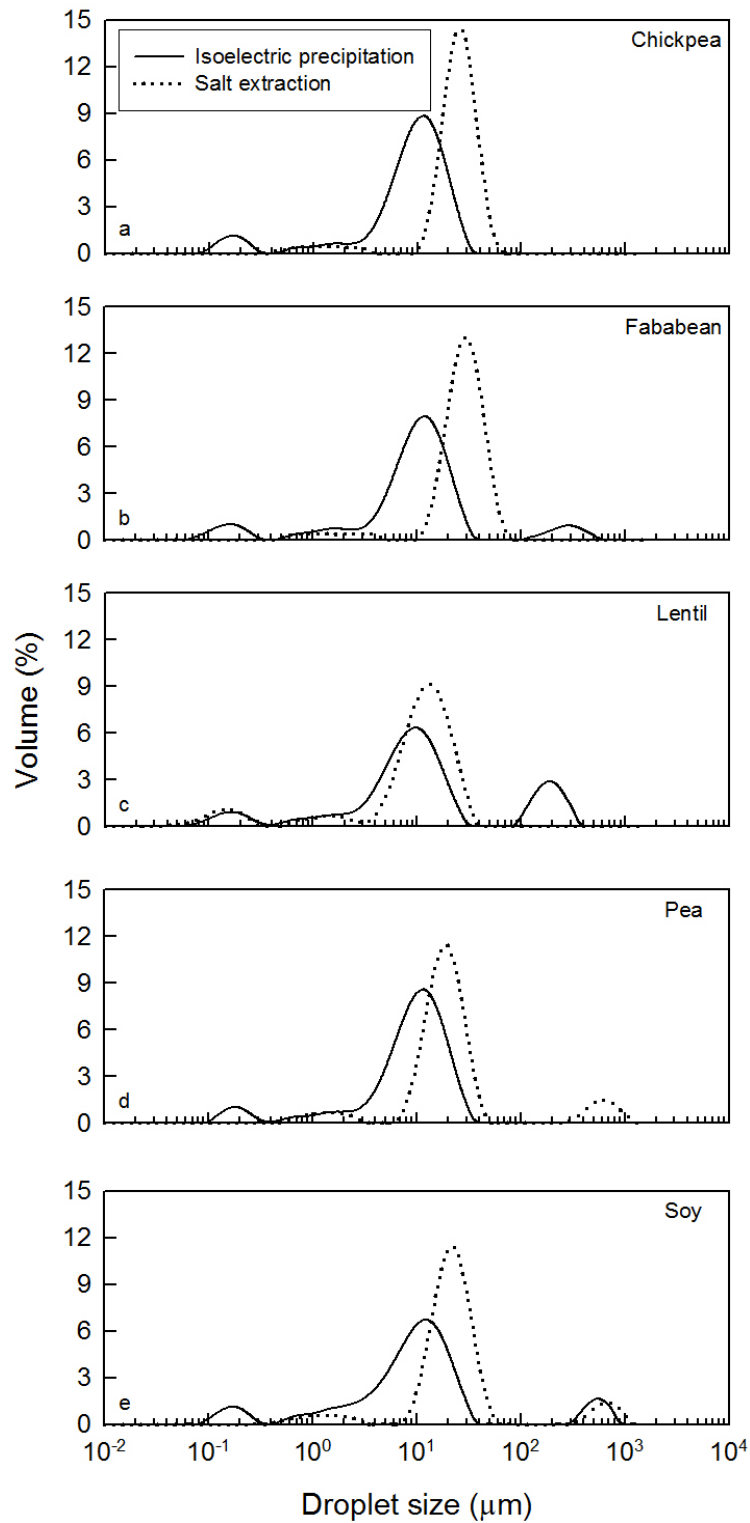 15
12
9
6
3
0
Isoelectric precipitation
Salt extraction
Chickpea
a
15
12
9
6
3
0
Fababean
b
15
12
9
6
3
0
Lentil
c
Volume (%)
15
12
9
6
3
0
Pea
d
15
12
9
6
3
0
Soy
e
10⁻² 10⁻¹ 10⁰ 10¹ 10² 10³ 10⁴
Droplet size (μm)